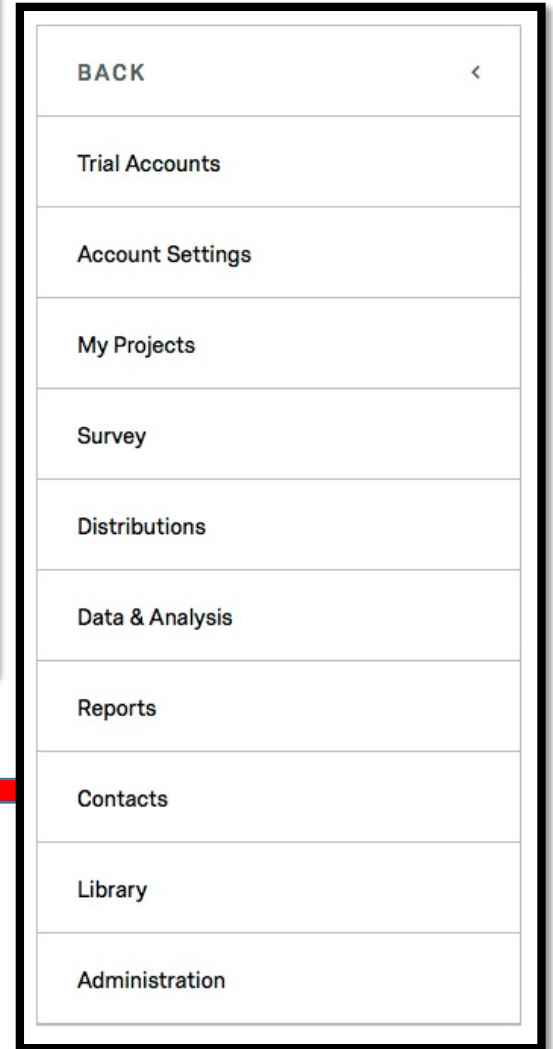 BACK <
Trial Accounts
Account Settings
My Projects
Survey
Distributions
Data & Analysis
Reports
Contacts
Library
Administration